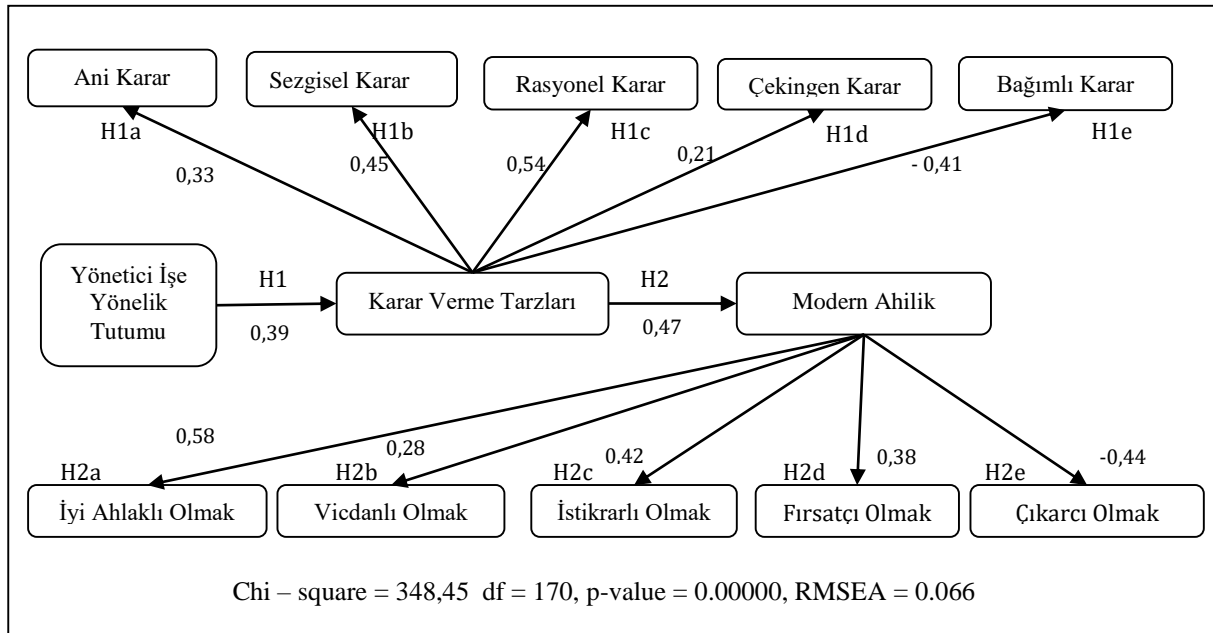 Ani Karar
Sezgisel Karar
Rasyonel Karar
Çekingen Karar
Bağımlı Karar
H1a
H1b
H1c
H1d
H1e
0,33
0,45
0,54
0,21
- 0,41
Yönetici İşe
Yönelik
Tutumu
H1
0,39
Karar Verme Tarzları
H2
0,47
Modern Ahilik
0,58
0,28
0,42
0,38
-0,44
H2a
H2b
H2c
H2d
H2e
İyi Ahlaklı Olmak
Vicdanlı Olmak
İstikrarlı Olmak
Fırsatçı Olmak
Çıkarcı Olmak
Chi – square = 348,45 df = 170, p-value = 0.00000, RMSEA = 0.066